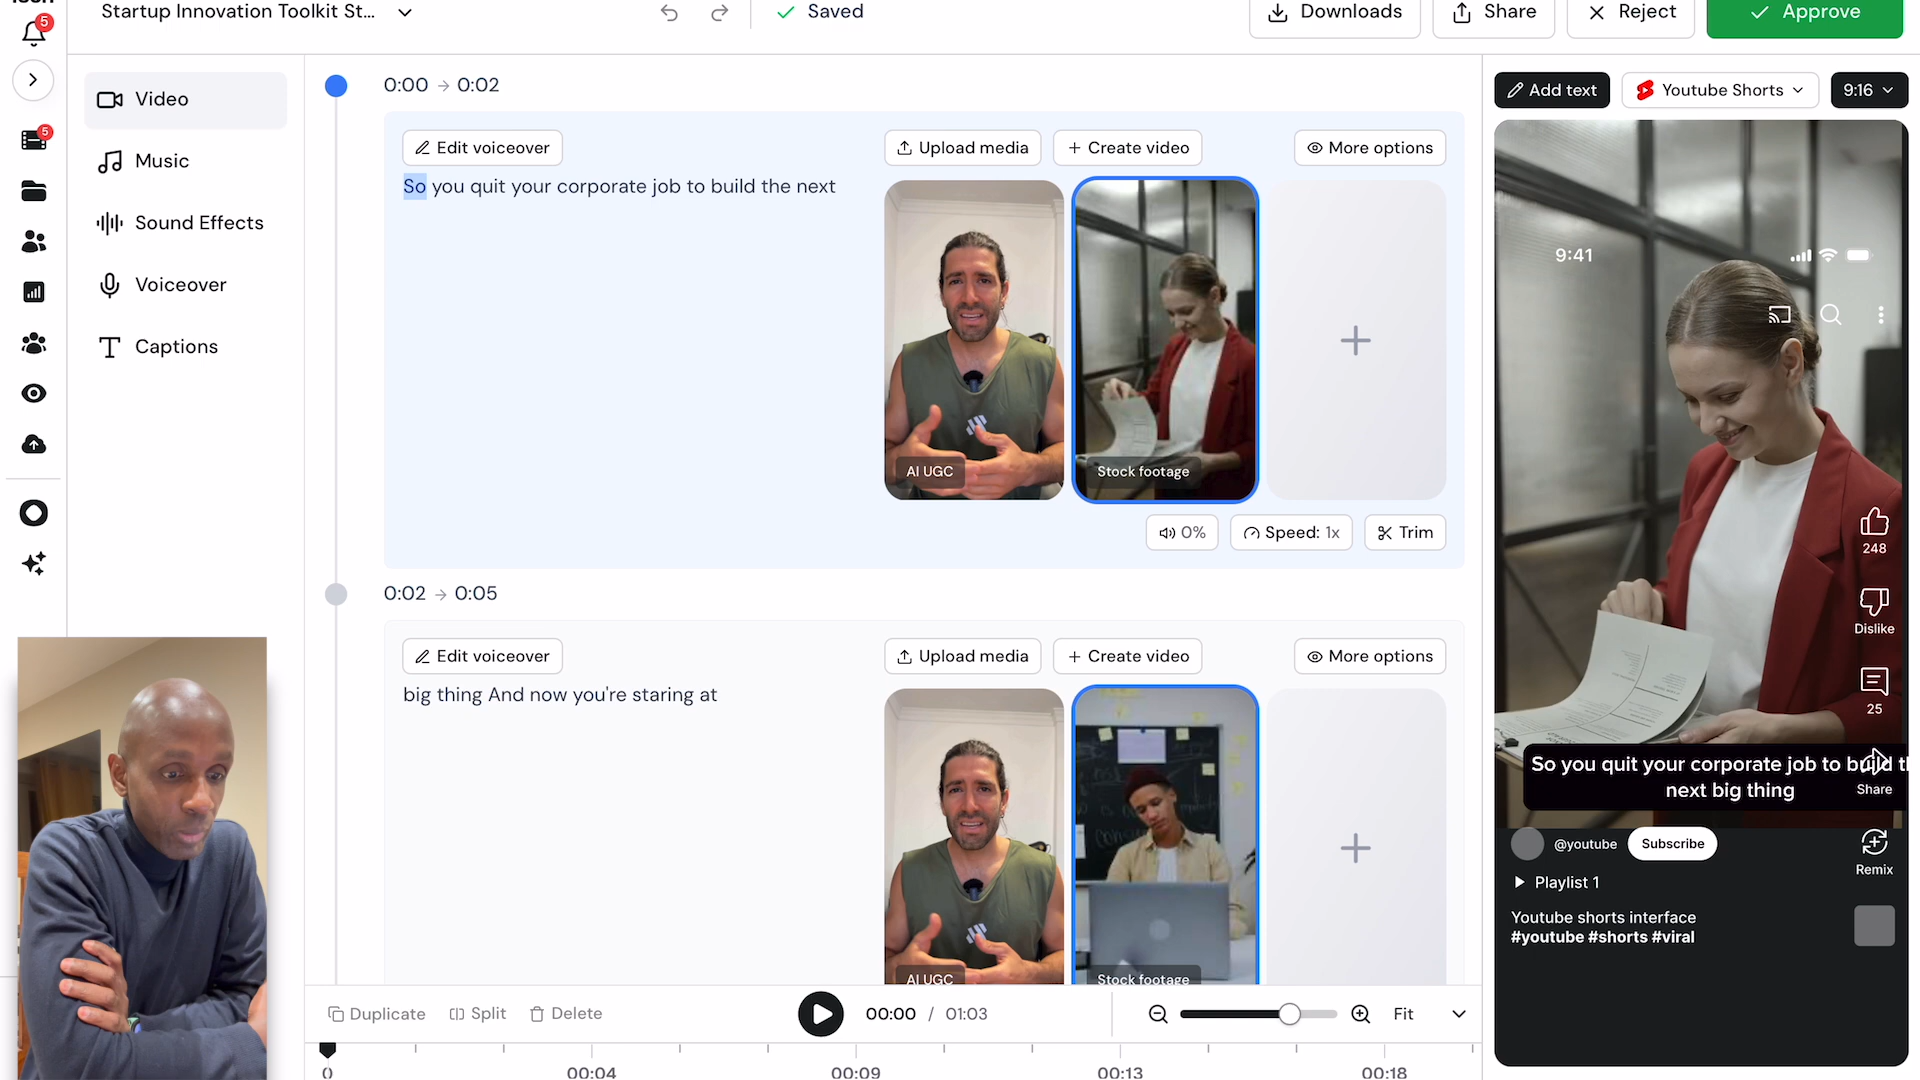 5
Startup Innovation Toolkit St...
Saved
Downloads
Share
Reject
Approve
5
Video
Music
Sound Effects
Voiceover
Captions
0:00 → 0:02
Edit voiceover
So you quit your corporate job to build the next
Upload media
+ Create video
More options
AI UGC
Stock footage
0%
Speed: 1x
Trim
0:02 → 0:05
Edit voiceover
big thing And now you're staring at
Upload media
+ Create video
More options
AI UGC
Stock footage
Add text
Youtube Shorts
9:16
9:41
248
Dislike
25
So you quit your corporate job to build
next big thing
Share
@youtube
Subscribe
Remix
Playlist 1
Youtube shorts interface
#youtube #shorts #viral
Duplicate
Split
Delete
00:00 / 01:03
Fit
0
00:04
00:09
00:13
00:18